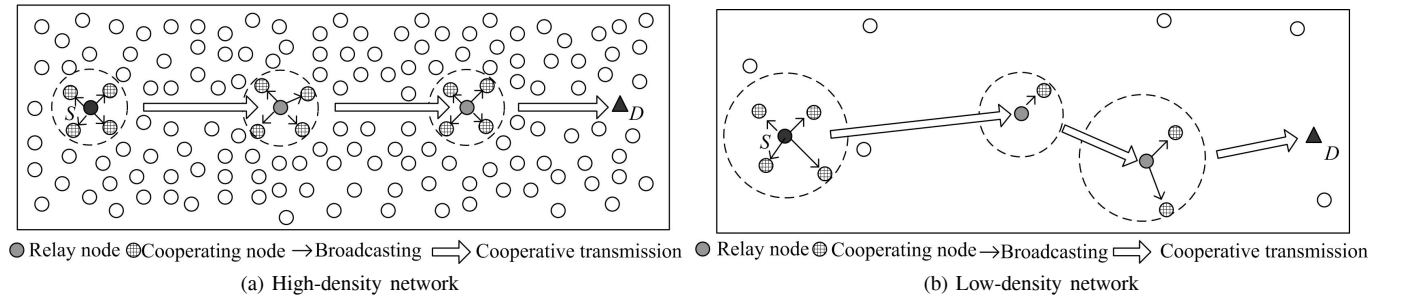 S
D
Relay node Cooperating node Broadcasting Cooperative transmission
(a) High-density network
S
D
Relay node Cooperating node Broadcasting Cooperative transmission
(b) Low-density network